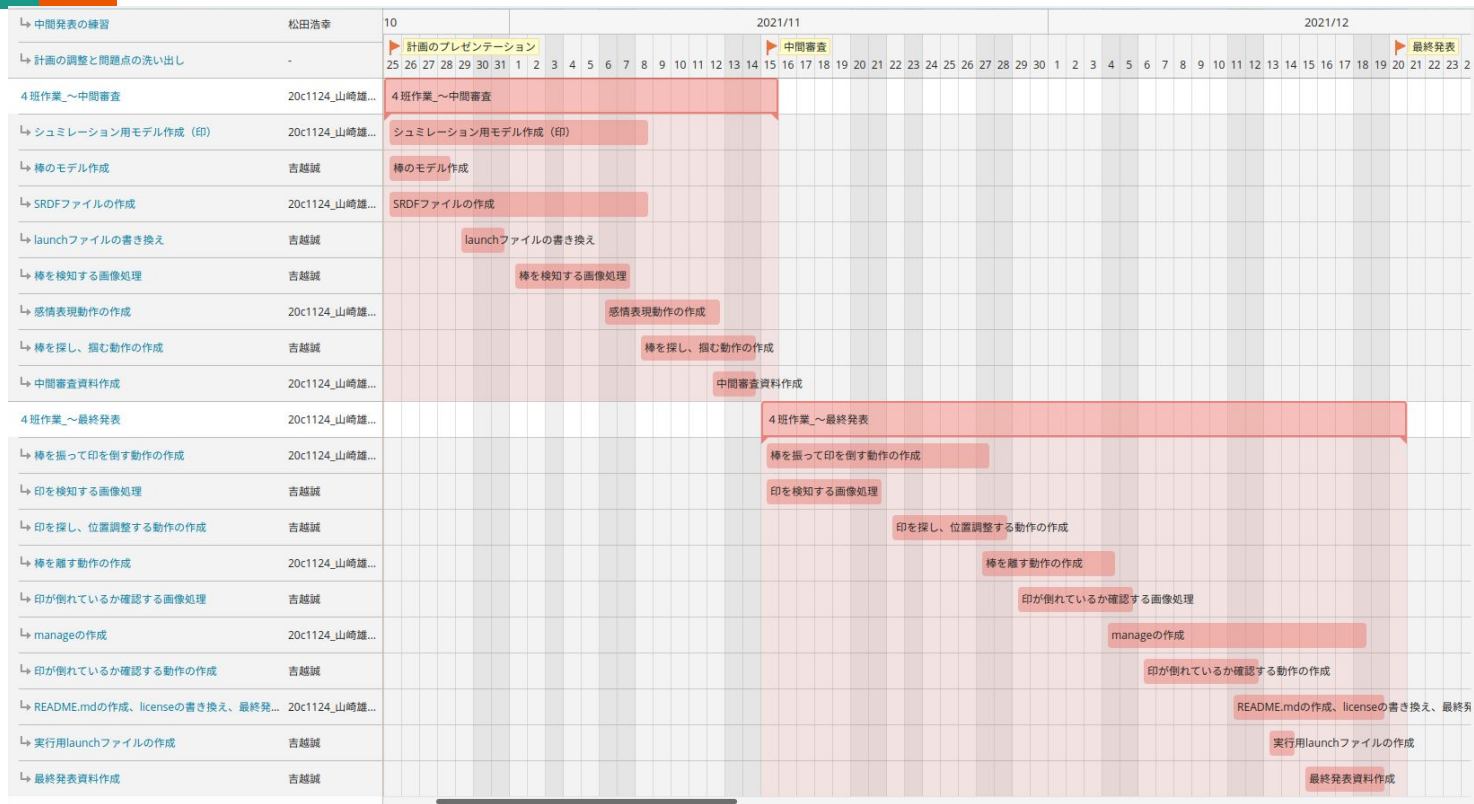 中間発表の練習 松田浩幸 10 2021/11 2021/12
計画のプレゼンテーション 中間審査 最終発表
計画の調整と問題点の洗い出し - 25 26 27 28 29 30 31 1 2 3 4 5 6 7 8 9 10 11 12 13 14 15 16 17 18 19 20 21 22 23 24 25 26 27 28 29 30 1 2 3 4 5 6 7 8 9 10 11 12 13 14 15 16 17 18 19 20 21 22 23 2
4班作業_~中間審査 20c1124_山崎雄... 4班作業_~中間審査
シュミレーション用モデル作成(印) 20c1124_山崎雄... シュミレーション用モデル作成(印)
棒のモデル作成 吉越誠 棒のモデル作成
SRDFファイルの作成 20c1124_山崎雄... SRDFファイルの作成
launchファイルの書き換え 吉越誠 launchファイルの書き換え
棒を検知する画像処理 吉越誠 棒を検知する画像処理
感情表現動作の作成 20c1124_山崎雄... 感情表現動作の作成
棒を探し、掴む動作の作成 吉越誠 棒を探し、掴む動作の作成
中間審査資料作成 20c1124_山崎雄... 中間審査資料作成
4班作業_~最終発表 20c1124_山崎雄... 4班作業_~最終発表
棒を振って印を倒す動作の作成 20c1124_山崎雄... 棒を振って印を倒す動作の作成
印を検知する画像処理 吉越誠 印を検知する画像処理
印を探し、位置調整する動作の作成 吉越誠 印を探し、位置調整する動作の作成
棒を離す動作の作成 20c1124_山崎雄... 棒を離す動作の作成
印が倒れているか確認する画像処理 吉越誠 印が倒れているか確認する画像処理
manageの作成 20c1124_山崎雄... manageの作成
印が倒れているか確認する動作の作成 吉越誠 印が倒れているか確認する動作の作成
README.mdの作成、licenseの書き換え、最終発... 20c1124_山崎雄... README.mdの作成、licenseの書き換え、最終発
実行用launchファイルの作成 吉越誠 実行用launchファイルの作成
最終発表資料作成 吉越誠 最終発表資料作成